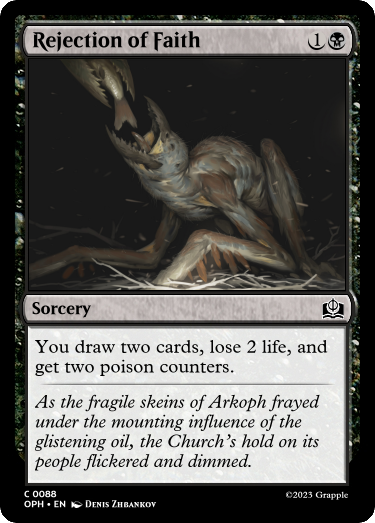 Rejection of Faith 1
Sorcery
You draw two cards, lose 2 life, and
get two poison counters.
As the fragile skeins of Arkoph frayed
under the mounting influence of the
glistening oil, the Church's hold on its
people flickered and dimmed.
C 0088
OPH • EN Denis Zhbankov
©2023 Grapple